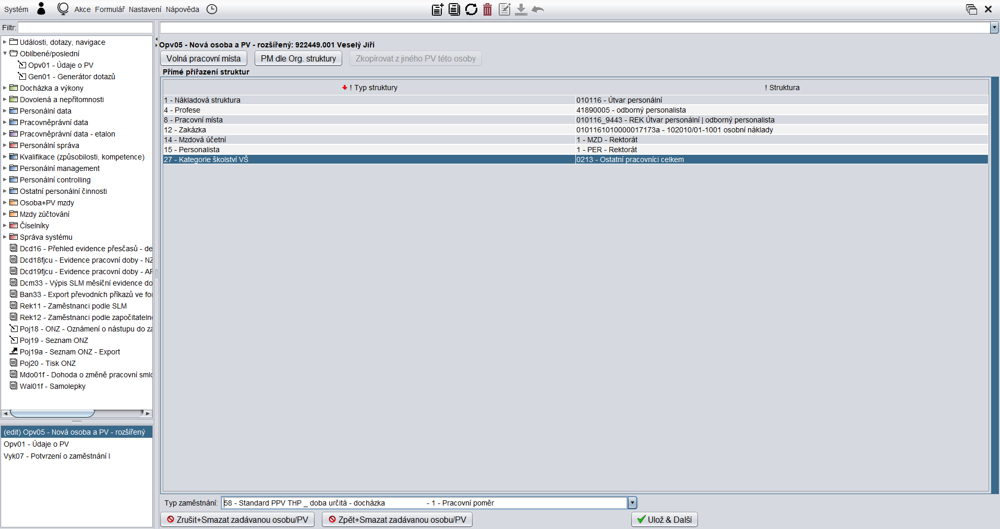 Systém Akce Formulář Nastavení Nápověda
Filtr:
Události, dotazy, navigace
Oblíbené/poslední
Opv01 - Údaje o PV
Gen01 - Generátor dotazů
Docházka a výkony
Dovolená a nepřítomnosti
Personální data
Pracovněprávní data
Pracovněprávní data - etalon
Personální správa
Kvalifikace (způsobilosti, kompetence)
Personální management
Personální controlling
Ostatní personální činnosti
Osoba+PV mzdy
Mzdy zúčtování
Číselníky
Správa systému
Dcd16 - Přehled evidence přesčasů - de
Dcd18fjcu - Evidence pracovní doby - NZ
Dcd19fjcu - Evidence pracovní doby - AF
Dcm33 - Výpis SLM měsíční evidence do
Ban33 - Export převodních příkazů ve for
Rek11 - Zaměstnanci podle SLM
Rek12 - Zaměstnanci podle započitatelno
Poj18 - ONZ - Oznámení o nástupu do za
Poj19 - Seznam ONZ
Poj19a - Seznam ONZ - Export
Poj20 - Tisk ONZ
Mdo01f - Dohoda o změně pracovní smlo
Wal01f - Samolepky
(edit) Opv05 - Nová osoba a PV - rozšířený
Opv01 - Údaje o PV
Vyk07 - Potvrzení o zaměstnání I
Opv05 - Nová osoba a PV - rozšířený: 922449.001 Veselý Jiří
Volná pracovní místa PM dle Org. struktury Zkopírovat z jiného PV této osoby
Přímé přiřazení struktur
! Typ struktury ! Struktura
1 - Nákladová struktura 010116 - Útvar personální
4 - Profese 41890005 - odborný personalista
8 - Pracovní místa 010116_9443 - REK Útvar personální | odborný personalista
12 - Zakázka 0101161010000017173a - 102010/01-1001 osobní náklady
14 - Mzdová účetní 1 - MZD - Rektorát
15 - Personalista 1 - PER - Rektorát
27 - Kategorie školství VŠ 0213 - Ostatní pracovníci celkem
Typ zaměstnání: 58 - Standard PPV THP _ doba určitá - docházka - 1 - Pracovní poměr
Zrušit+Smazat zadávanou osobu/PV Zpět+Smazat zadávanou osobu/PV Ulož & Další